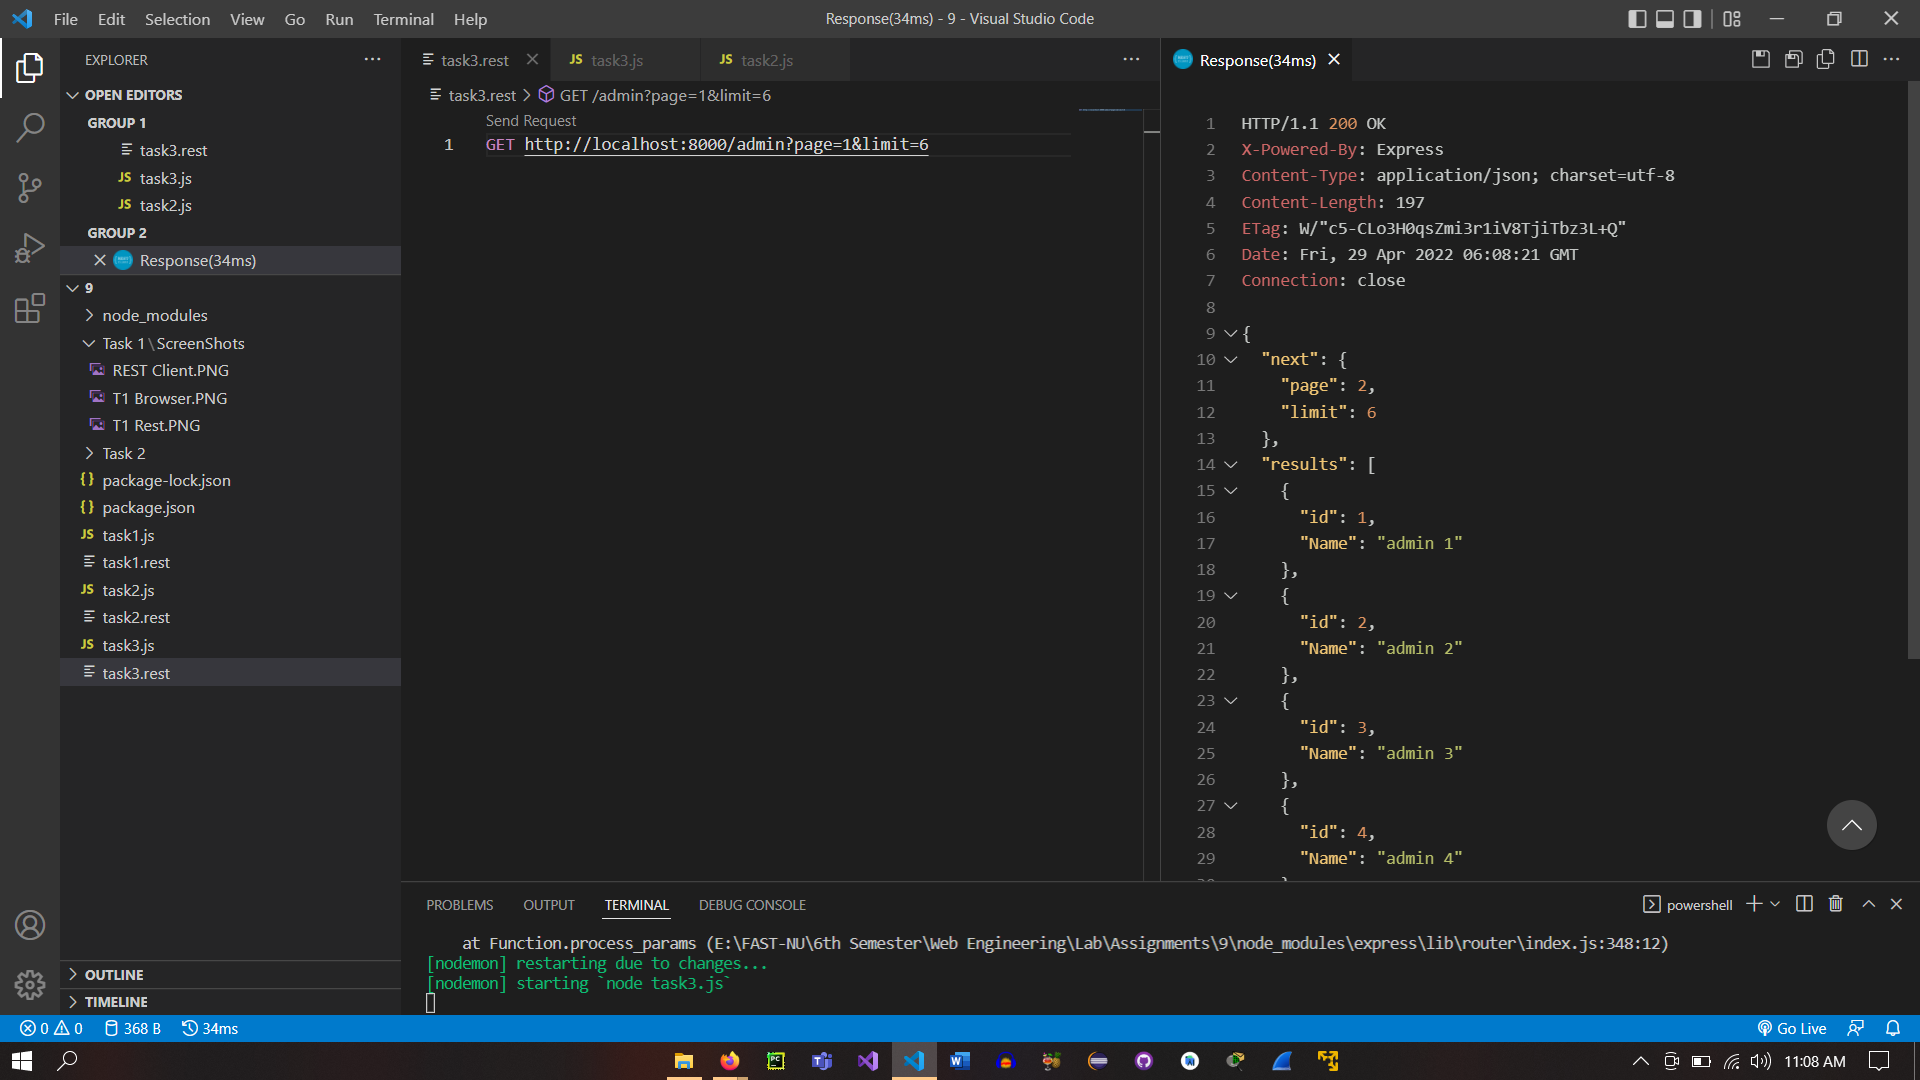 File Edit Selection View Go Run Terminal Help
Response(34ms) - 9 - Visual Studio Code
EXPLORER
OPEN EDITORS
GROUP 1
task3.rest
JS task3.js
JS task2.js
GROUP 2
Response(34ms)
9
node_modules
Task 1\ScreenShots
REST Client.PNG
T1 Browser.PNG
T1 Rest.PNG
Task 2
{} package-lock.json
{} package.json
JS task1.js
task1.rest
JS task2.js
task2.rest
JS task3.js
task3.rest
OUTLINE
TIMELINE
task3.rest JS task3.js JS task2.js
task3.rest > GET /admin?page=1&limit=6
Send Request
1 GET http://localhost:8000/admin?page=1&limit=6
Response(34ms)
1 HTTP/1.1 200 OK
2 X-Powered-By: Express
3 Content-Type: application/json; charset=utf-8
4 Content-Length: 197
5 ETag: W/"c5-CLo3H0qsZmi3r1iV8TjiTbz3L+Q"
6 Date: Fri, 29 Apr 2022 06:08:21 GMT
7 Connection: close
8
9 {
10 "next": {
11 "page": 2,
12 "limit": 6
13 },
14 "results": [
15 {
16 "id": 1,
17 "Name": "admin 1"
18 },
19 {
20 "id": 2,
21 "Name": "admin 2"
22 },
23 {
24 "id": 3,
25 "Name": "admin 3"
26 },
27 {
28 "id": 4,
29 "Name": "admin 4"
PROBLEMS OUTPUT TERMINAL DEBUG CONSOLE
powershell
at Function.process_params (E:\FAST-NU\6th Semester\Web Engineering\Lab\Assignments\9\node_modules\express\lib\router\index.js:348:12)
[nodemon] restarting due to changes...
[nodemon] starting `node task3.js`
0 0 368 B 34ms
Go Live
11:08 AM